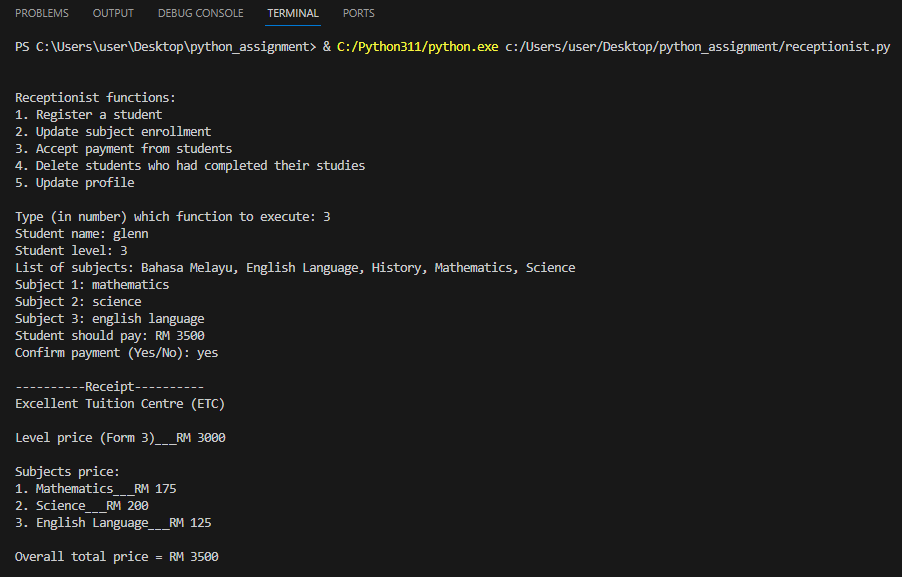 PROBLEMS OUTPUT DEBUG CONSOLE TERMINAL PORTS
PS C:\Users\user\Desktop\python_assignment> & C:/Python311/python.exe c:/Users/user/Desktop/python_assignment/receptionist.py
Receptionist functions:
1. Register a student
2. Update subject enrollment
3. Accept payment from students
4. Delete students who had completed their studies
5. Update profile
Type (in number) which function to execute: 3
Student name: glenn
Student level: 3
List of subjects: Bahasa Melayu, English Language, History, Mathematics, Science
Subject 1: mathematics
Subject 2: science
Subject 3: english language
Student should pay: RM 3500
Confirm payment (Yes/No): yes
----------Receipt----------
Excellent Tuition Centre (ETC)
Level price (Form 3)___RM 3000
Subjects price:
1. Mathematics___RM 175
2. Science___RM 200
3. English Language___RM 125
Overall total price = RM 3500